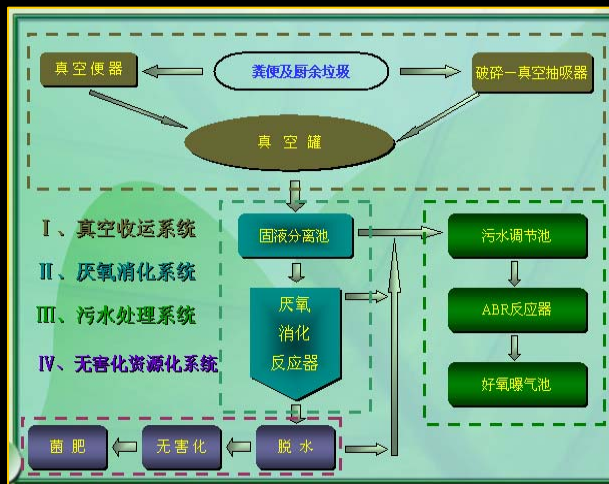 真空便器
粪便及厨余垃圾
破碎－真空抽吸器
真空罐
Ⅰ、真空收运系统
固液分离池
污水调节池
Ⅱ、厌氧消化系统
厌氧
消化
反应器
ABR反应器
Ⅲ、污水处理系统
Ⅳ、无害化资源化系统
好氧曝气池
菌肥
无害化
脱水